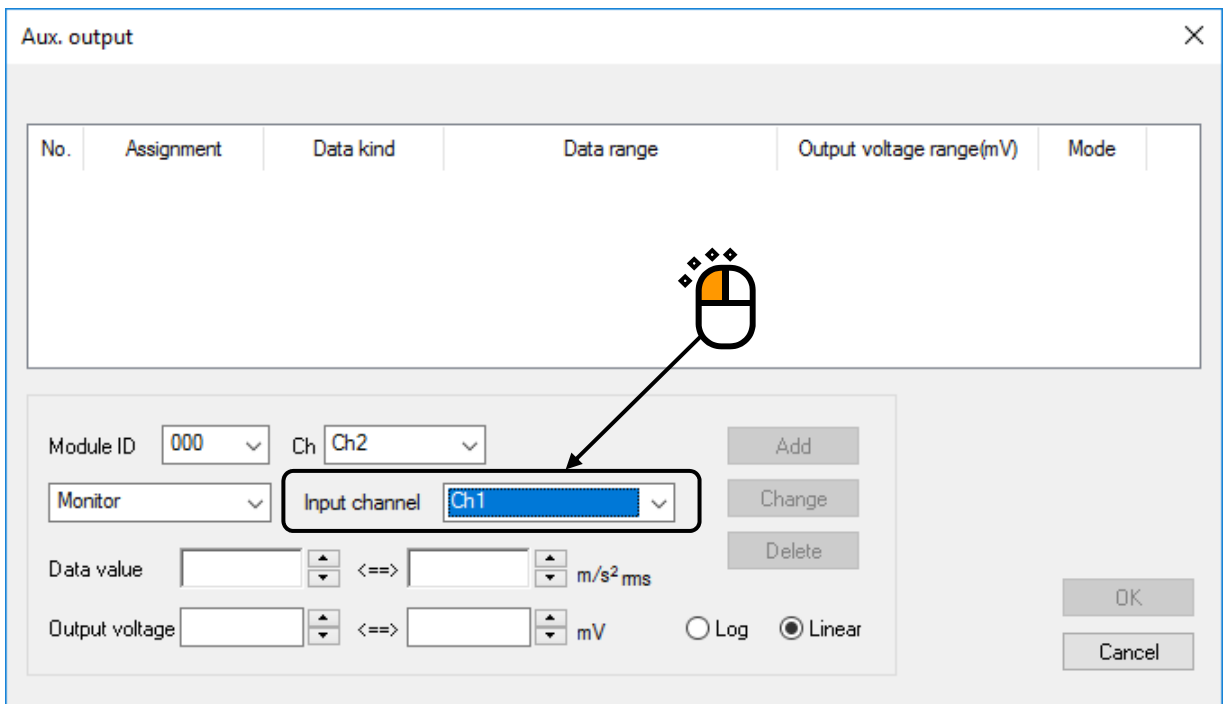 Aux. output
No. Assignment Data kind Data range Output voltage range(mV) Mode
Module ID 000 Ch Ch2 Add
Monitor Input channel Ch1 Change
Delete
Data value <==> m/s² rms
OK
Output voltage <==> mV Log Linear
Cancel